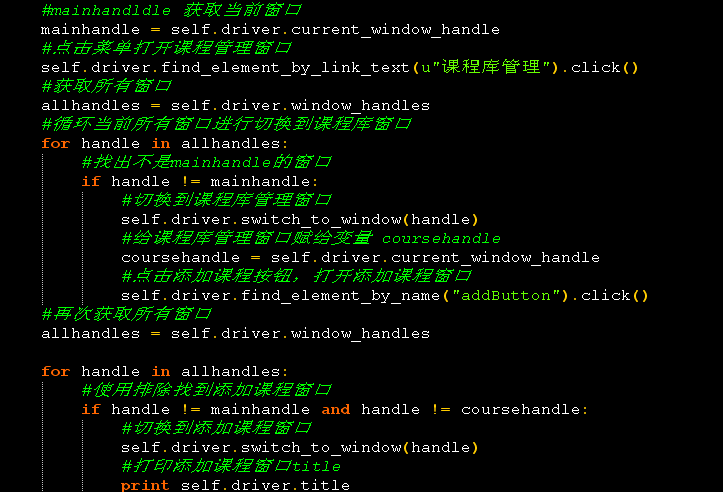 #mainhandldle 获取当前窗口
mainhandle = self.driver.current_window_handle
#点击菜单打开课程管理窗口
self.driver.find_element_by_link_text(u"课程库管理").click()
#获取所有窗口
allhandles = self.driver.window_handles
#循环当前所有窗口进行切换到课程库窗口
for handle in allhandles:
    #找出不是mainhandle的窗口
    if handle != mainhandle:
        #切换到课程库管理窗口
        self.driver.switch_to_window(handle)
        #给课程库管理窗口赋给变量 coursehandle
        coursehandle = self.driver.current_window_handle
        #点击添加课程按钮，打开添加课程窗口
        self.driver.find_element_by_name("addButton").click()
#再次获取所有窗口
allhandles = self.driver.window_handles
for handle in allhandles:
    #使用排除找到添加课程窗口
    if handle != mainhandle and handle != coursehandle:
        #切换到添加课程窗口
        self.driver.switch_to_window(handle)
        #打印添加课程窗口title
        print self.driver.title